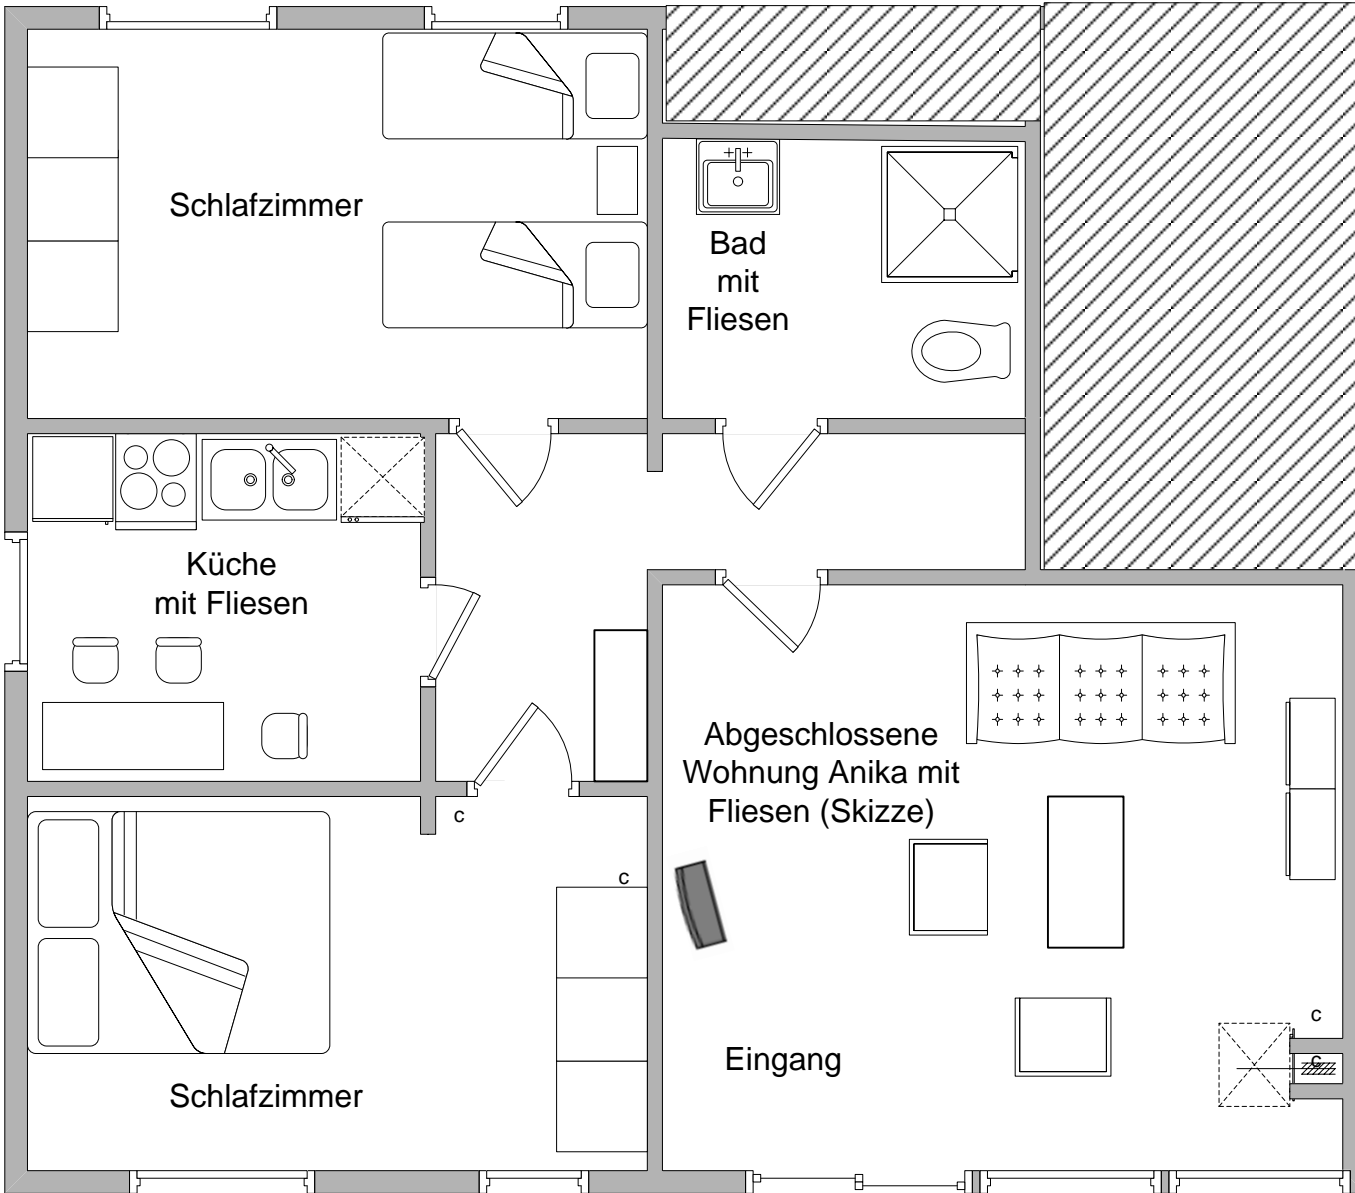 Schlafzimmer
Bad
mit
Fliesen
Küche
mit Fliesen
Abgeschlossene
Wohnung Anika mit
Fliesen (Skizze)
c
c
c
c
Eingang
Schlafzimmer